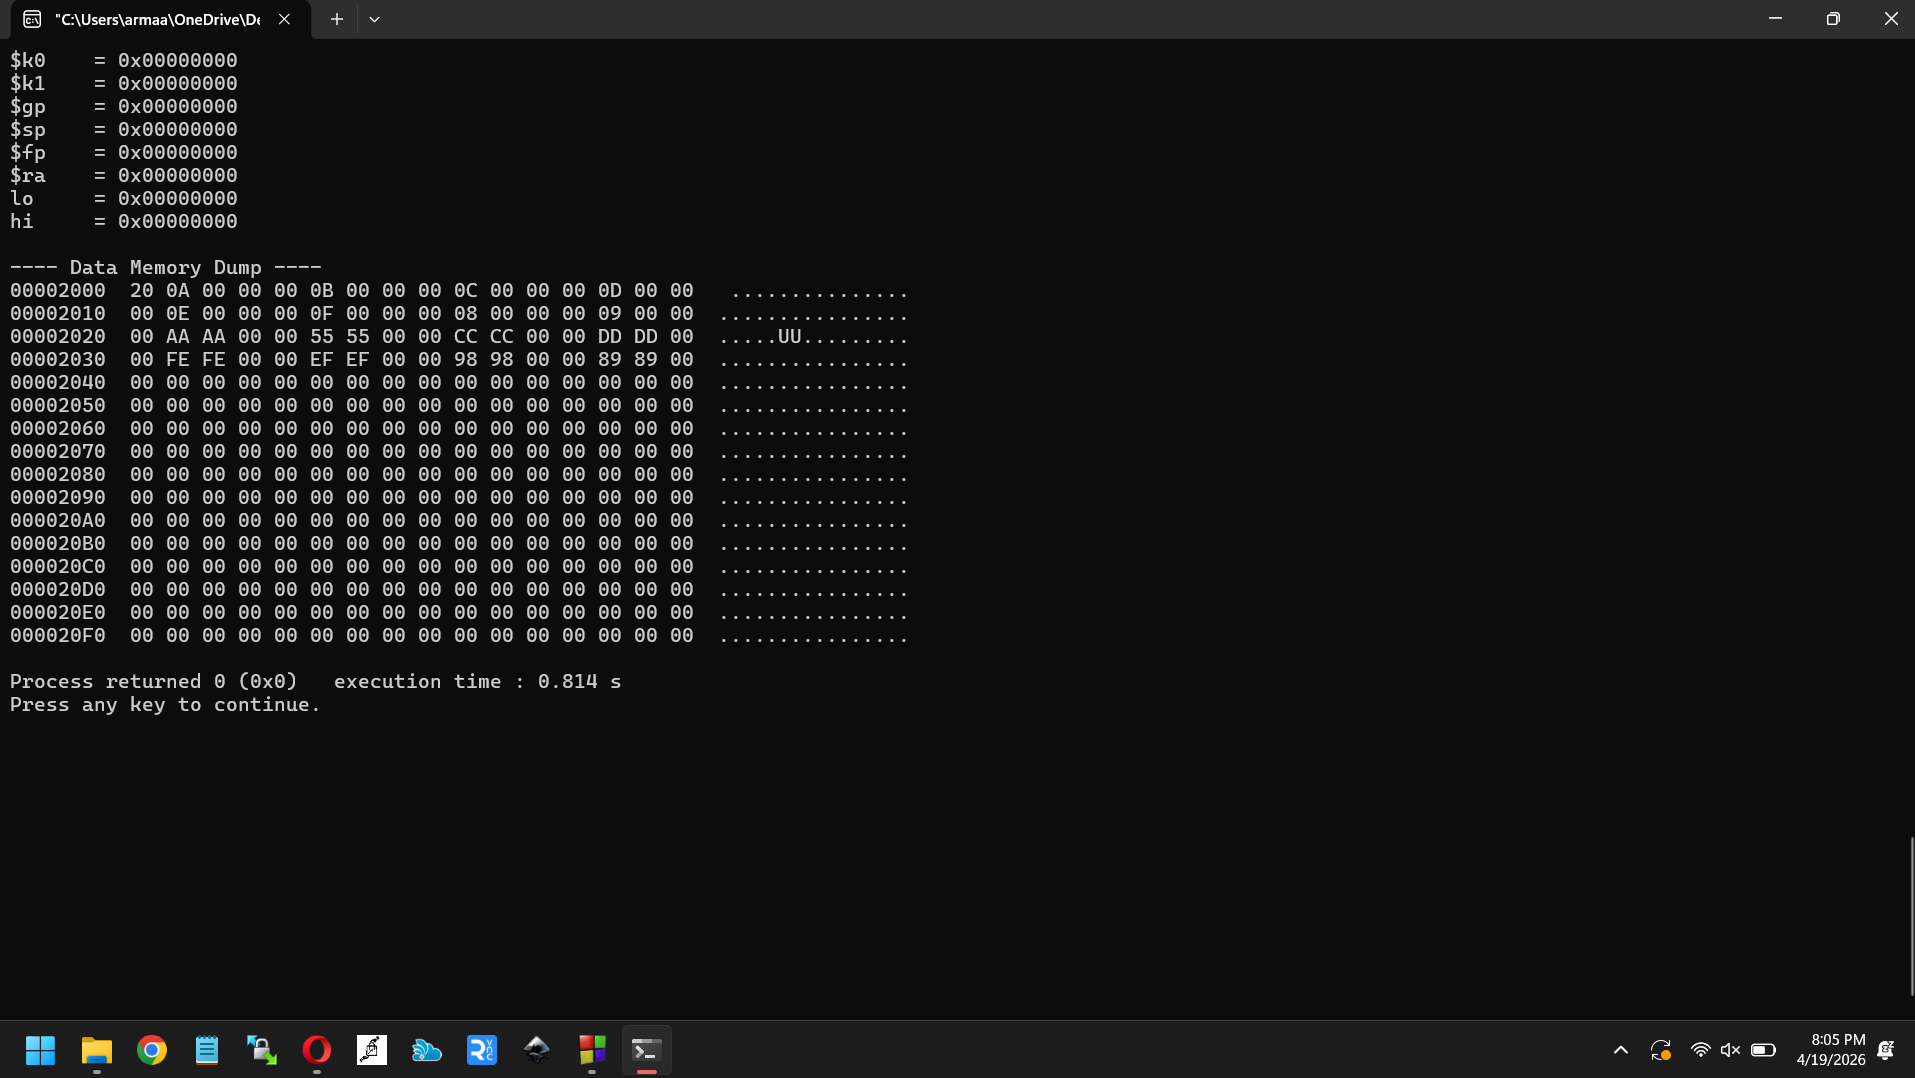 "C:\Users\armaa\OneDrive\De
$k0    = 0x00000000
$k1    = 0x00000000
$gp    = 0x00000000
$sp    = 0x00000000
$fp    = 0x00000000
$ra    = 0x00000000
lo     = 0x00000000
hi     = 0x00000000
---- Data Memory Dump ----
00002000  20 0A 00 00 00 0B 00 00 00 0C 00 00 00 0D 00 00   ...............
00002010  00 0E 00 00 00 0F 00 00 00 08 00 00 00 09 00 00  ................
00002020  00 AA AA 00 00 55 55 00 00 CC CC 00 00 DD DD 00  .....UU.........
00002030  00 FE FE 00 00 EF EF 00 00 98 98 00 00 89 89 00  ................
00002040  00 00 00 00 00 00 00 00 00 00 00 00 00 00 00 00  ................
00002050  00 00 00 00 00 00 00 00 00 00 00 00 00 00 00 00  ................
00002060  00 00 00 00 00 00 00 00 00 00 00 00 00 00 00 00  ................
00002070  00 00 00 00 00 00 00 00 00 00 00 00 00 00 00 00  ................
00002080  00 00 00 00 00 00 00 00 00 00 00 00 00 00 00 00  ................
00002090  00 00 00 00 00 00 00 00 00 00 00 00 00 00 00 00  ................
000020A0  00 00 00 00 00 00 00 00 00 00 00 00 00 00 00 00  ................
000020B0  00 00 00 00 00 00 00 00 00 00 00 00 00 00 00 00  ................
000020C0  00 00 00 00 00 00 00 00 00 00 00 00 00 00 00 00  ................
000020D0  00 00 00 00 00 00 00 00 00 00 00 00 00 00 00 00  ................
000020E0  00 00 00 00 00 00 00 00 00 00 00 00 00 00 00 00  ................
000020F0  00 00 00 00 00 00 00 00 00 00 00 00 00 00 00 00  ................
Process returned 0 (0x0)   execution time : 0.814 s
Press any key to continue.
8:05 PM
4/19/2026